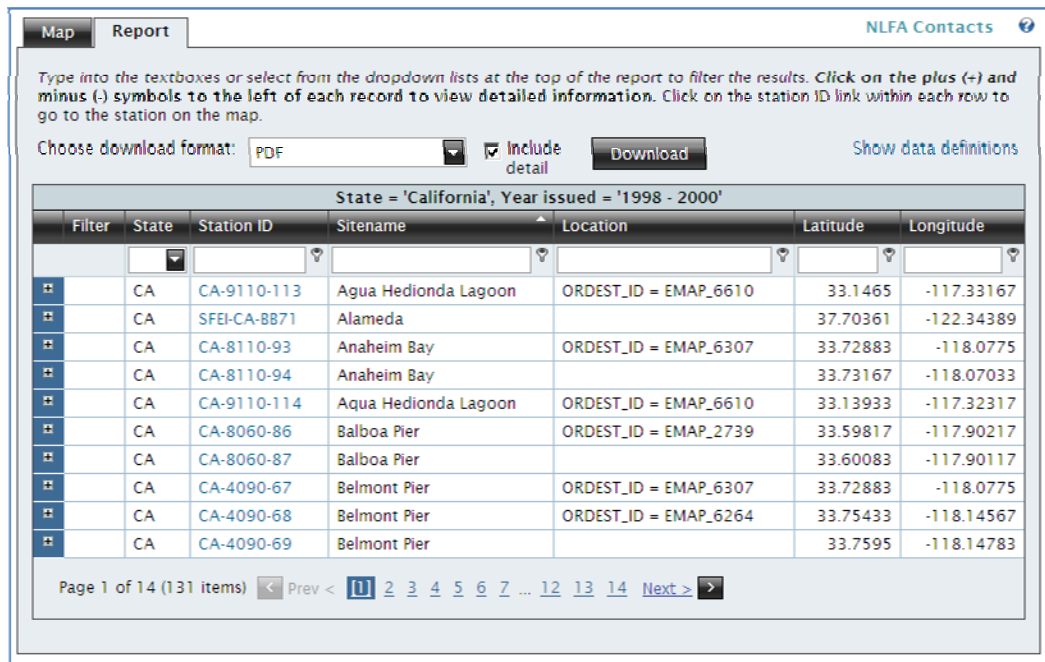 Map Report NLFA Contacts ?
Type into the textboxes or select from the dropdown lists at the top of the report to filter the results. Click on the plus (+) and
minus (-) symbols to the left of each record to view detailed information. Click on the station ID link within each row to
go to the station on the map.
Choose download format: PDF Include detail Download Show data definitions
State = 'California', Year issued = '1998 - 2000'
Filter State Station ID Sitename Location Latitude Longitude
CA CA-9110-113 Agua Hedionda Lagoon ORDEST_ID = EMAP_6610 33.1465 -117.33167
CA SFEI-CA-BB71 Alameda 37.70361 -122.34389
CA CA-8110-93 Anaheim Bay ORDEST_ID = EMAP_6307 33.72883 -118.0775
CA CA-8110-94 Anaheim Bay 33.73167 -118.07033
CA CA-9110-114 Aqua Hedionda Lagoon ORDEST_ID = EMAP_6610 33.13933 -117.32317
CA CA-8060-86 Balboa Pier ORDEST_ID = EMAP_2739 33.59817 -117.90217
CA CA-8060-87 Balboa Pier 33.60083 -117.90117
CA CA-4090-67 Belmont Pier ORDEST_ID = EMAP_6307 33.72883 -118.0775
CA CA-4090-68 Belmont Pier ORDEST_ID = EMAP_6264 33.75433 -118.14567
CA CA-4090-69 Belmont Pier 33.7595 -118.14783
Page 1 of 14 (131 items) < Prev < [1] 2 3 4 5 6 7 ... 12 13 14 Next > >